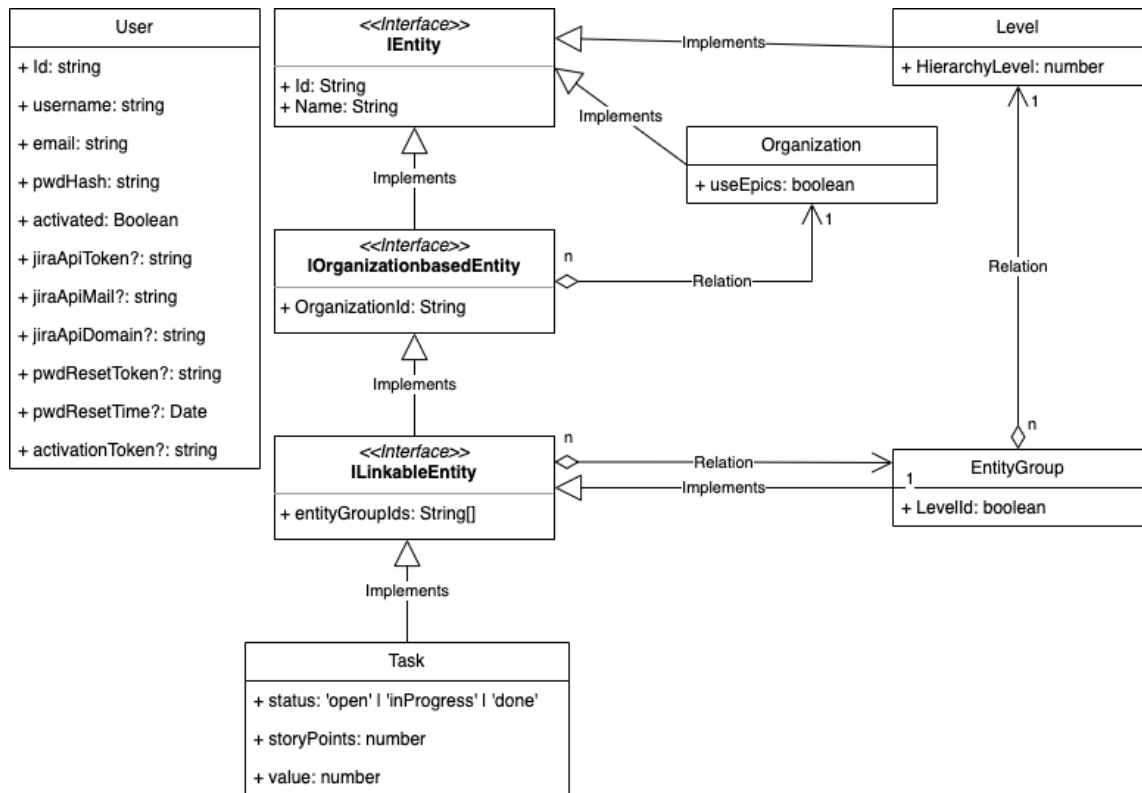 User
+ Id: string
+ username: string
+ email: string
+ pwdHash: string
+ activated: Boolean
+ jiraApiToken?: string
+ jiraApiMail?: string
+ jiraApiDomain?: string
+ pwdResetToken?: string
+ pwdResetTime?: Date
+ activationToken?: string
<<Interface>>
IEntity
+ Id: String
+ Name: String
Implements
Level
+ HierarchyLevel: number
1
Implements
Organization
+ useEpics: boolean
1
Implements
<<Interface>>
IOrganizationbasedEntity
+ OrganizationId: String
n
Relation
Relation
Implements
<<Interface>>
ILinkableEntity
+ entityGroupIds: String[]
n
Relation
Implements
1
n
EntityGroup
+ LevelId: boolean
Implements
Task
+ status: 'open' | 'inProgress' | 'done'
+ storyPoints: number
+ value: number